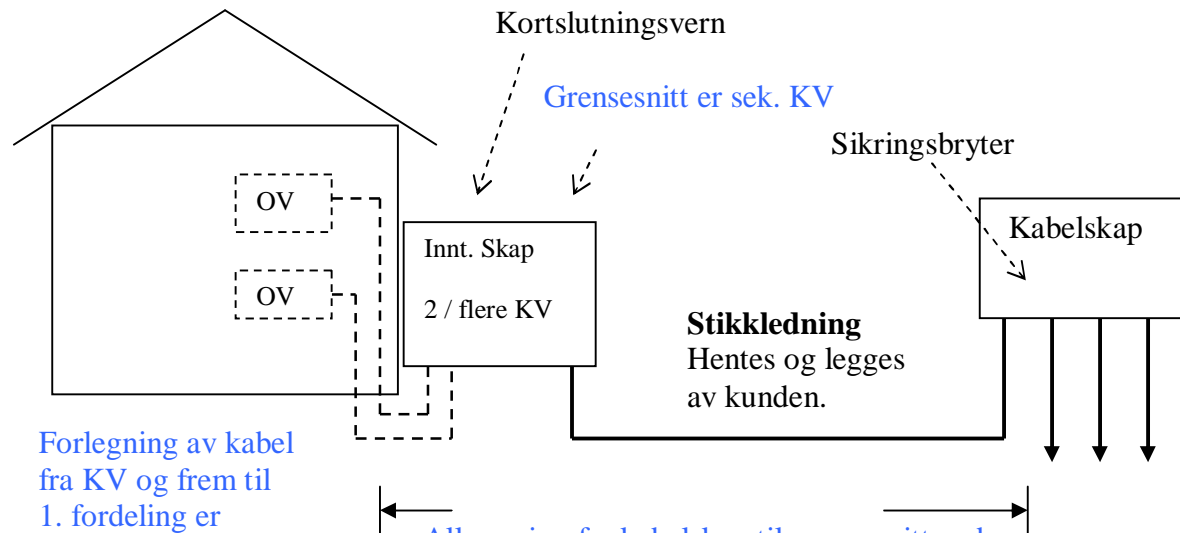 Kortslutningsvern
Grensesnitt er sek. KV
Sikringsbryter
OV
OV
Innt. Skap
2 / flere KV
Kabelskap
Stikkledning
Hentes og legges
av kunden.
Forlegning av kabel
fra KV og frem til
1. fordeling er